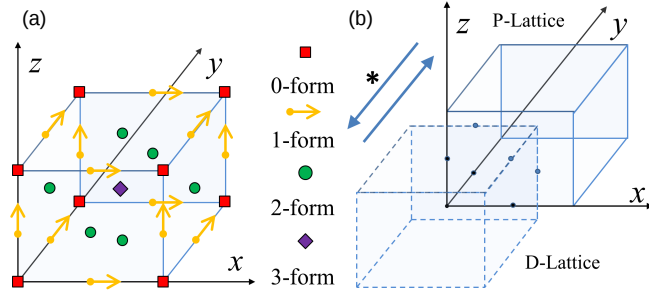 (a)
z
y
x
0-form
1-form
2-form
3-form
(b)
z
P-Lattice
y
*
x
D-Lattice